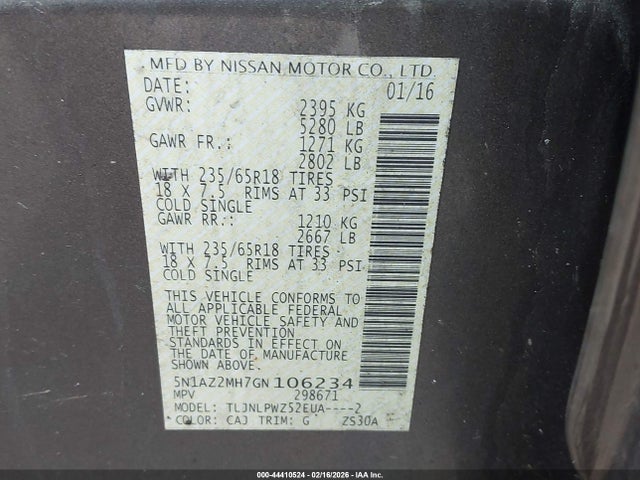 MFD BY NISSAN MOTOR CO., LTD.
DATE: 01/16
GVWR: 2395 KG
5280 LB
GAWR FR.: 1271 KG
2802 LB
WITH 235/65R18 TIRES
18 X 7.5 RIMS AT 33 PSI
COLD SINGLE
GAWR RR.: 1210 KG
2667 LB
WITH 235/65R18 TIRES
18 X 7.5 RIMS AT 33 PSI
COLD SINGLE
THIS VEHICLE CONFORMS TO
ALL APPLICABLE FEDERAL
MOTOR VEHICLE SAFETY AND
THEFT PREVENTION
STANDARDS IN EFFECT ON
THE DATE OF MANUFACTURE
SHOWN ABOVE.
5N1AZ2MH7GN106234
MPV 298671
MODEL: TLJNLPWZ52EUA----2
COLOR: CAJ TRIM: G ZS30A
000-44410524 - 02/16/2026 - IAA Inc.